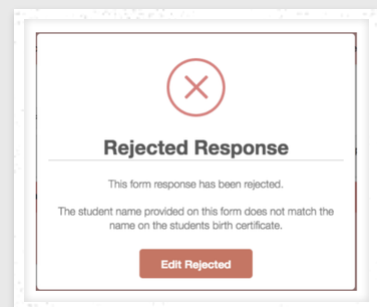 Rejected Response
This form response has been rejected.
The student name provided on this form does not match the
name on the students birth certificate.
Edit Rejected